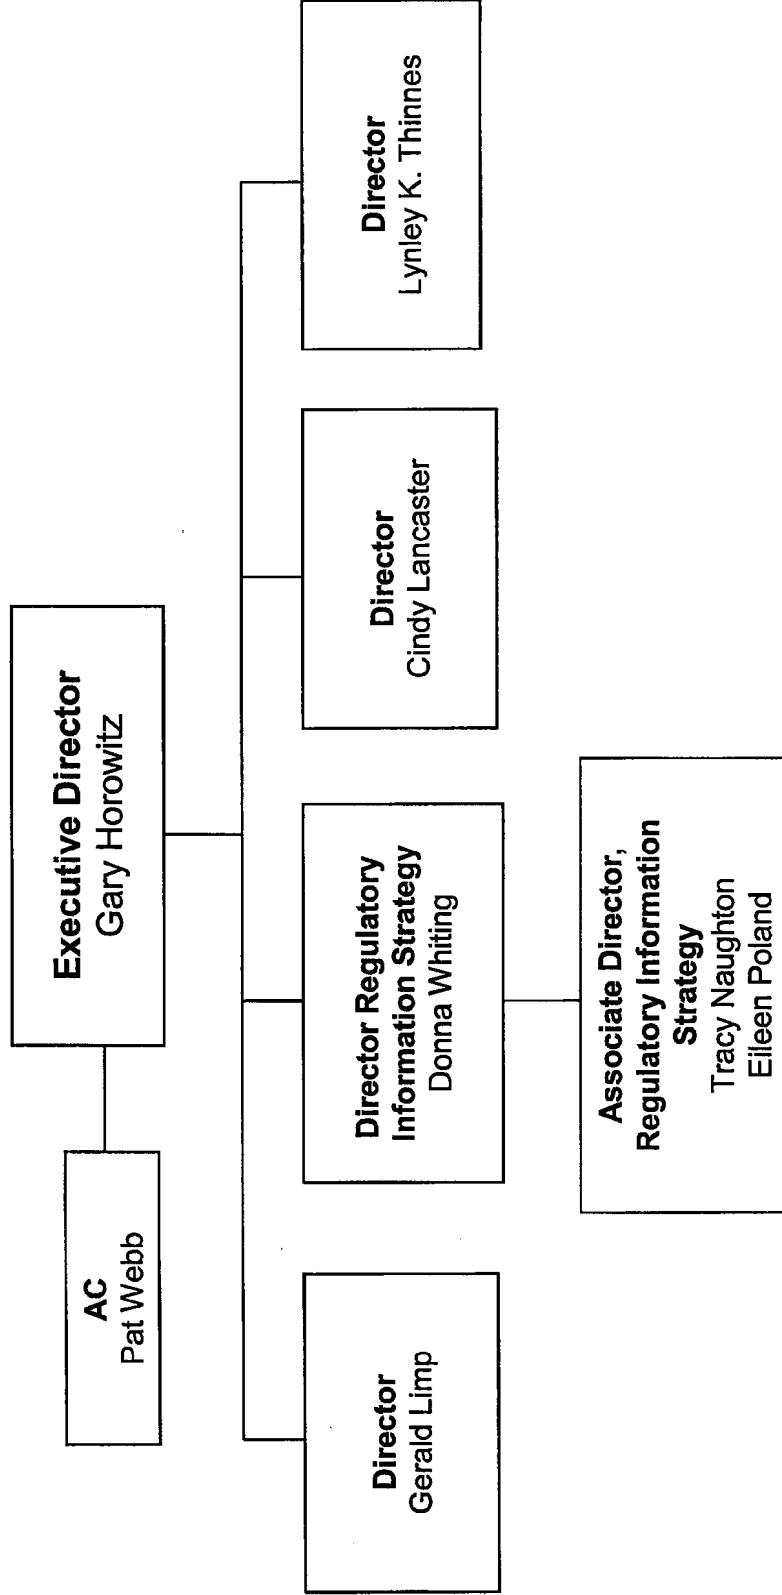 Executive Director
Gary Horowitz
AC
Pat Webb
Director
Gerald Limp
Director Regulatory
Information Strategy
Donna Whiting
Director
Cindy Lancaster
Director
Lynley K. Thinnes
Associate Director,
Regulatory Information
Strategy
Tracy Naughton
Eileen Poland